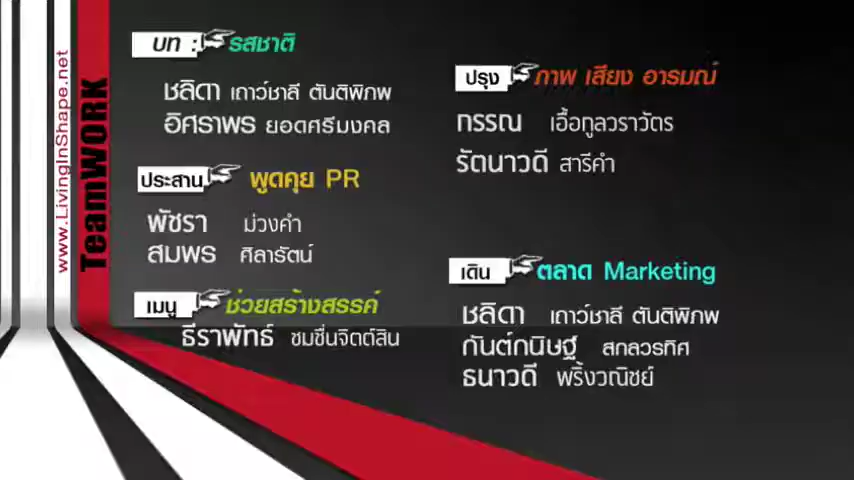 www.LivingInShape.net
TeamWORK
บท : รสชาติ
ชลิดา เถาว์ชาลี ตันติพิภพ
อิศราพร ยอดศรีมงคล
ประสาน พูดคุย PR
พัชรา ม่วงคำ
สมพร ศิลารัตน์
เมนู ช่วยสร้างสรรค์
ธีราพัทธ์ ชมชื่นจิตต์สิน
ปรุง ภาพ เสียง อารมณ์
กรรณ เอื้อกูลวราวัตร
รัตนาวดี สารีคำ
เดิน ตลาด Marketing
ชลิดา เถาว์ชาลี ตันติพิภพ
กันต์กนิษฐ สกลวรทิศ
ธนาวดี พริ้งวณิชย์